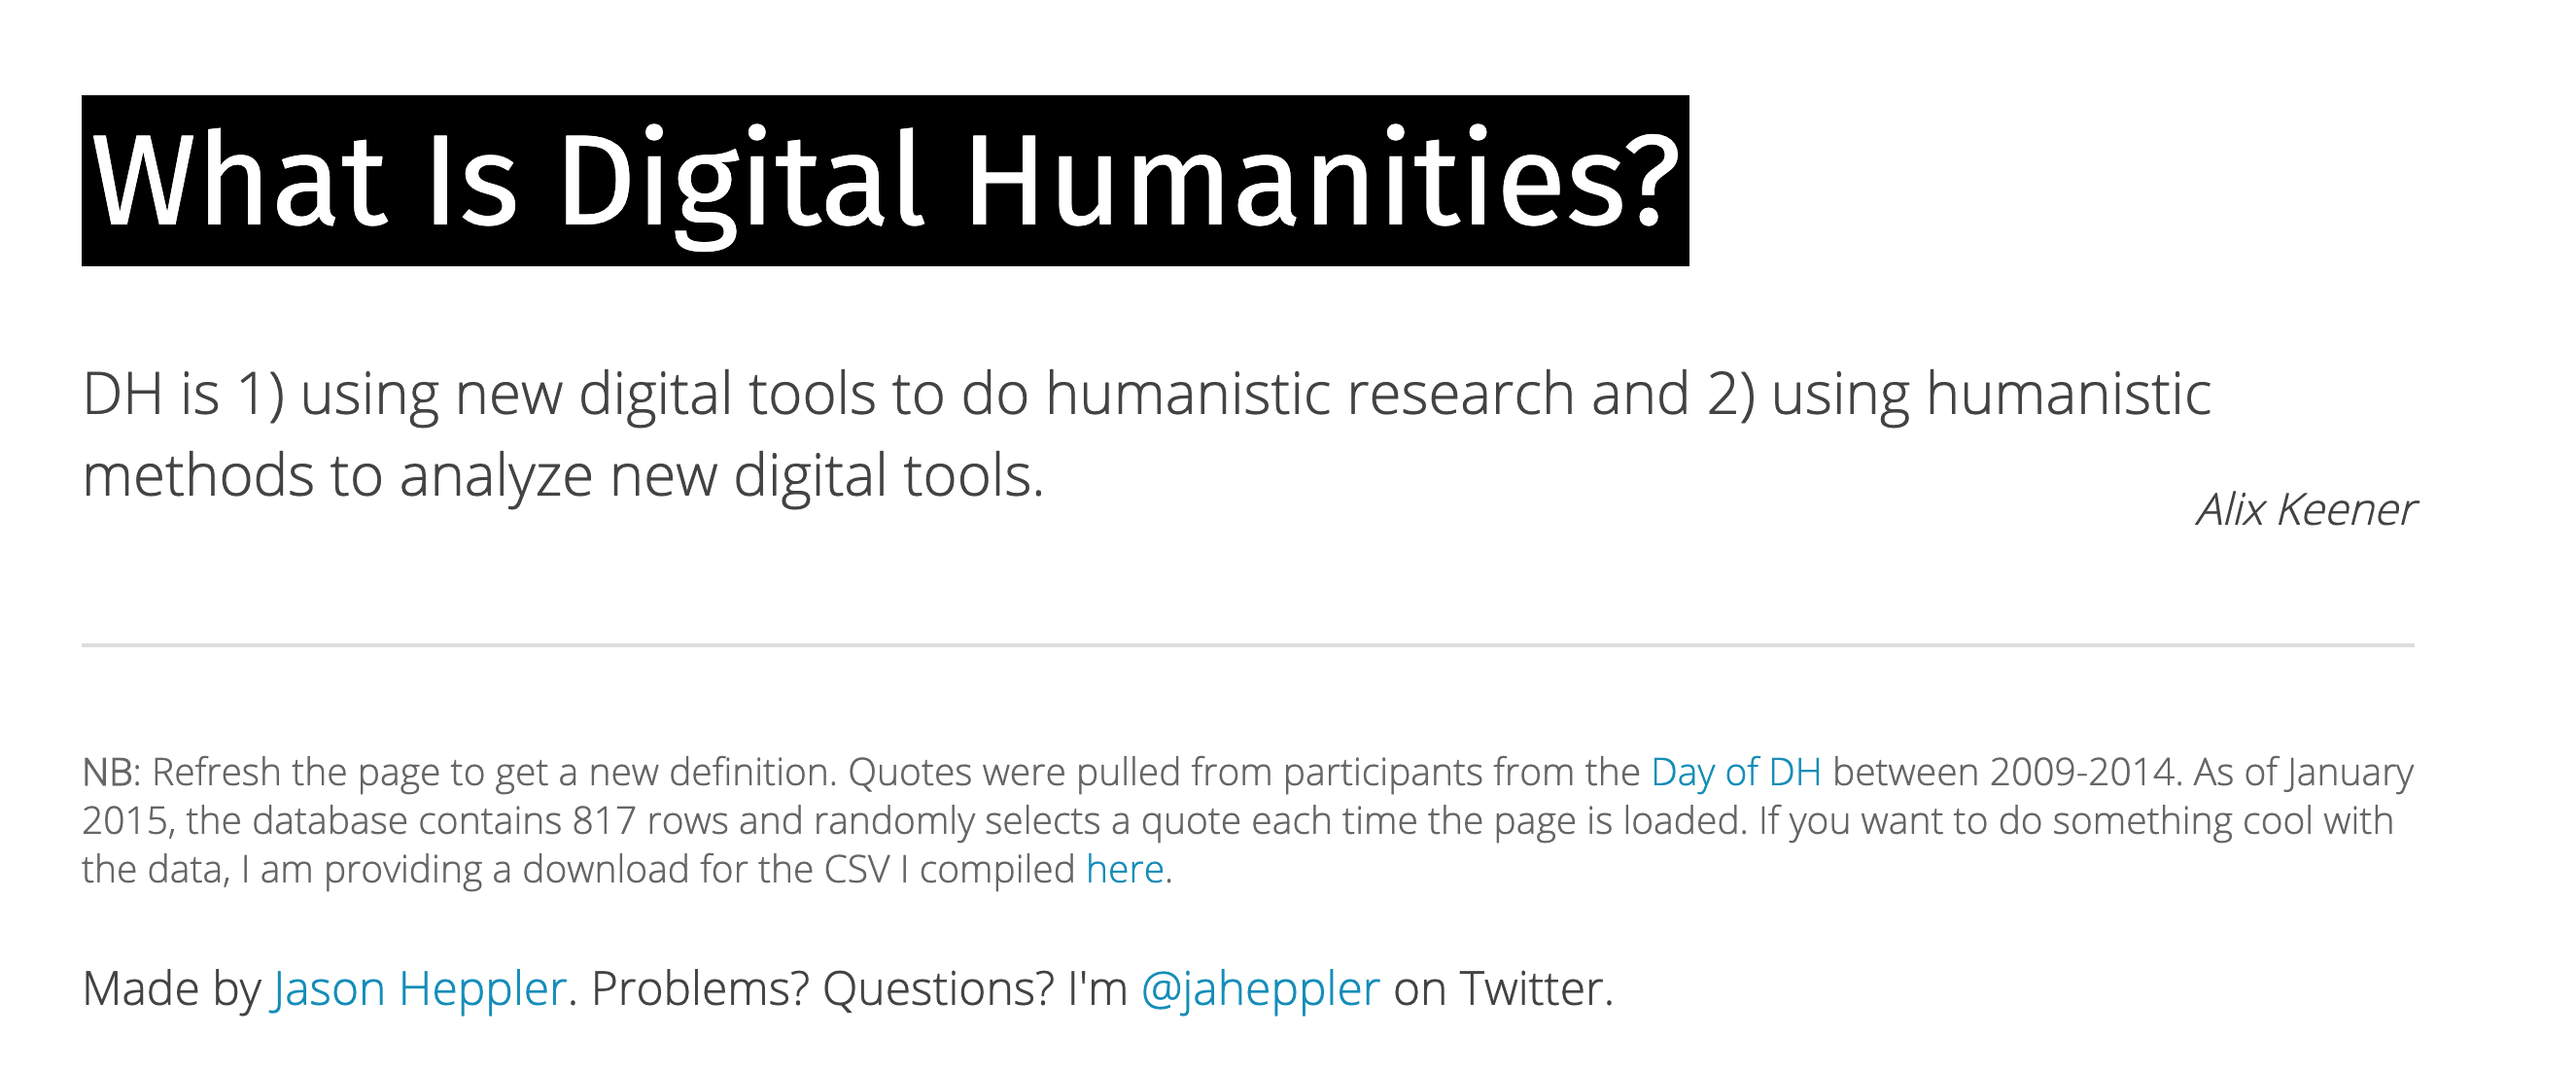 What Is Digital Humanities?
DH is 1) using new digital tools to do humanistic research and 2) using humanistic
methods to analyze new digital tools.
Alix Keener
NB: Refresh the page to get a new definition. Quotes were pulled from participants from the Day of DH between 2009-2014. As of January
2015, the database contains 817 rows and randomly selects a quote each time the page is loaded. If you want to do something cool with
the data, I am providing a download for the CSV I compiled here.
Made by Jason Heppler. Problems? Questions? I'm @jaheppler on Twitter.